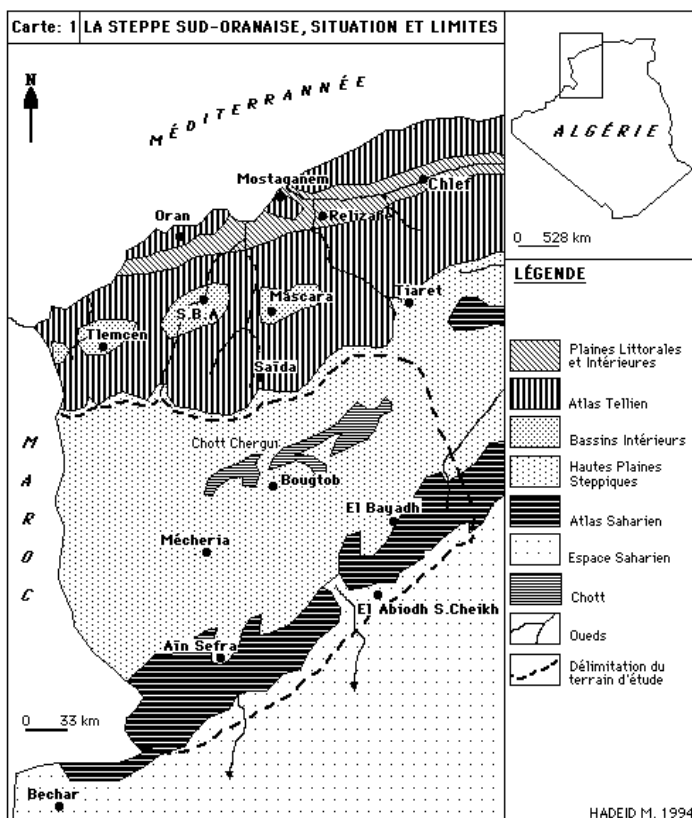 Carte: 1 LA STEPPE SUD-ORANAISE, SITUATION ET LIMITES
N
MÉDITERRANNÉE
Mostaganem
Chlef
Oran
Relizane
S.B.A
Mascara
Tiaret
Tlemcen
Saïda
MAROC
Chott Chergui
Bougtob
El Bayadh
Mécheria
El Abiodh S.Cheikh
Aïn Sefra
0 33 km
Bechar
ALGÉRIE
0 528 km
LÉGENDE
Plaines Littorales
et Intérieures
Atlas Tellien
Bassins Intérieurs
Hautes Plaines
Steppiques
Atlas Saharien
Espace Saharien
Chott
Oueds
Délimitation du
terrain d'étude
HADEID M. 1994